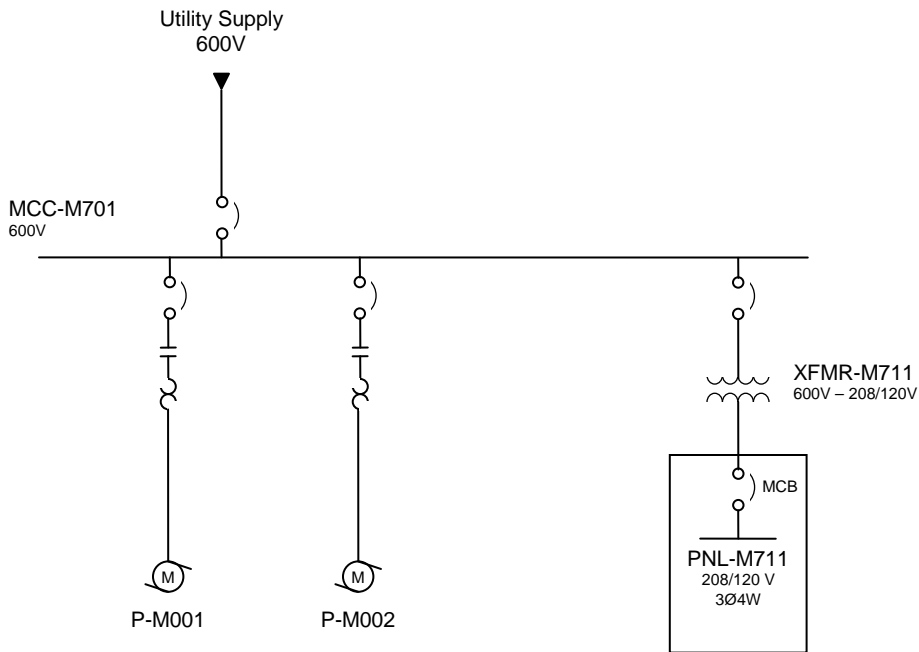 Utility Supply
600V
MCC-M701
600V
XFMR-M711
600V – 208/120V
MCB
PNL-M711
208/120 V
3Ø4W
M
M
P-M001
P-M002